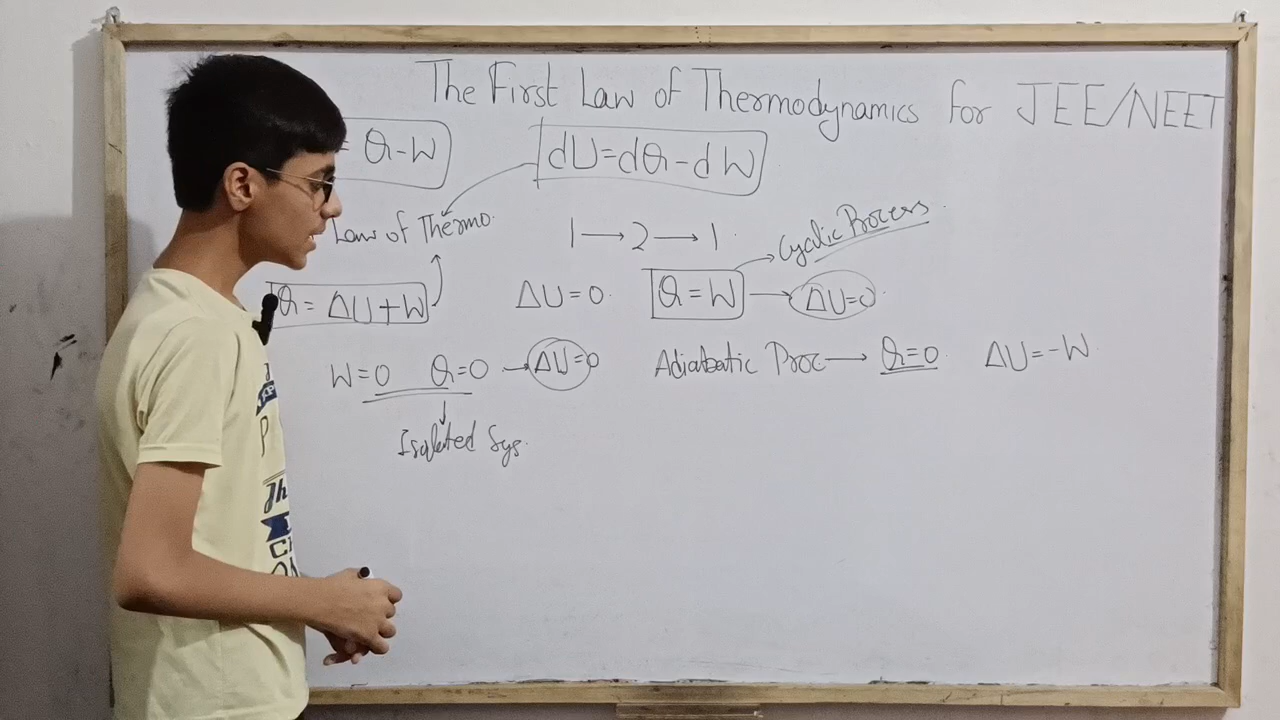 The First Law of Thermodynamics for JEE/NEET
= Q-W dU=dQ-dW
Law of Thermo. 1→2→1. Cyclic Process
Q= ΔU+W ΔU=0. Q=W → ΔU=0.
W=0 Q=0 → ΔU=0 Adiabatic Proc → Q=0. ΔU=-W
Isolated Sys.
P